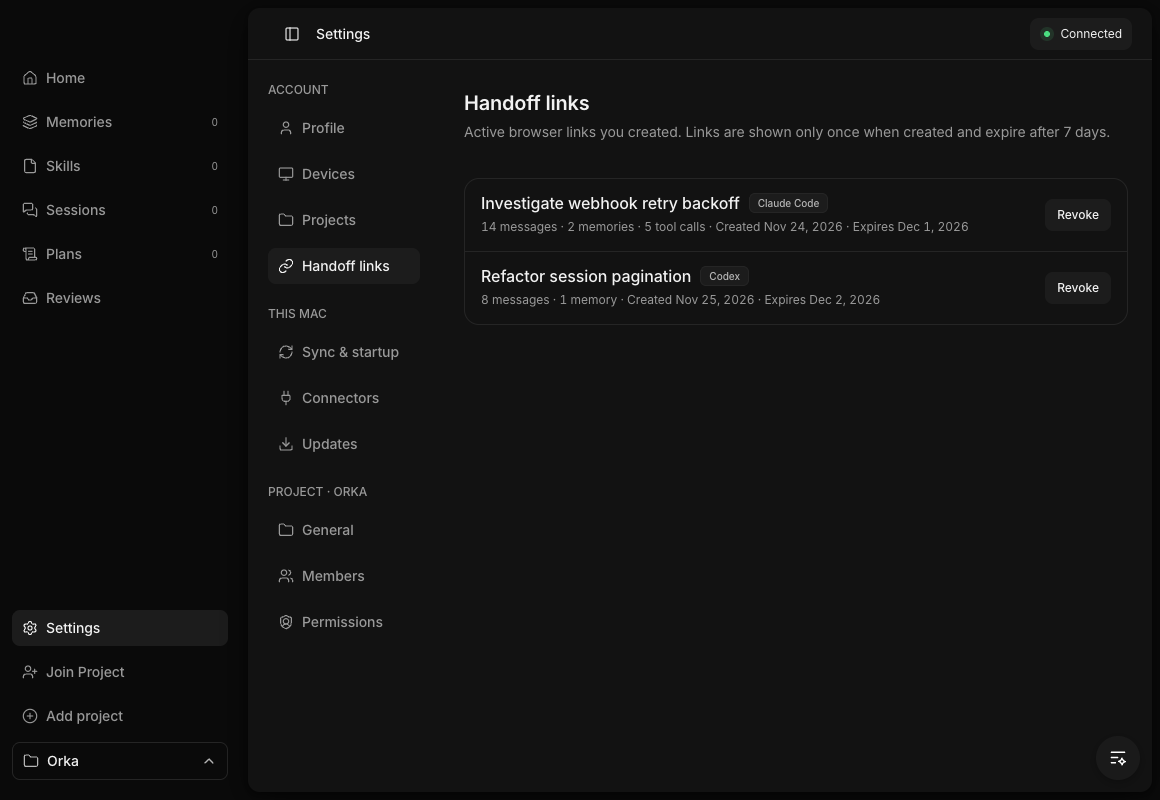 Home
Memories 0
Skills 0
Sessions 0
Plans 0
Reviews
Settings
Join Project
Add project
Orka
Settings
Connected
ACCOUNT
Profile
Devices
Projects
Handoff links
THIS MAC
Sync & startup
Connectors
Updates
PROJECT · ORKA
General
Members
Permissions
Handoff links
Active browser links you created. Links are shown only once when created and expire after 7 days.
Investigate webhook retry backoff Claude Code
14 messages · 2 memories · 5 tool calls · Created Nov 24, 2026 · Expires Dec 1, 2026
Revoke
Refactor session pagination Codex
8 messages · 1 memory · Created Nov 25, 2026 · Expires Dec 2, 2026
Revoke